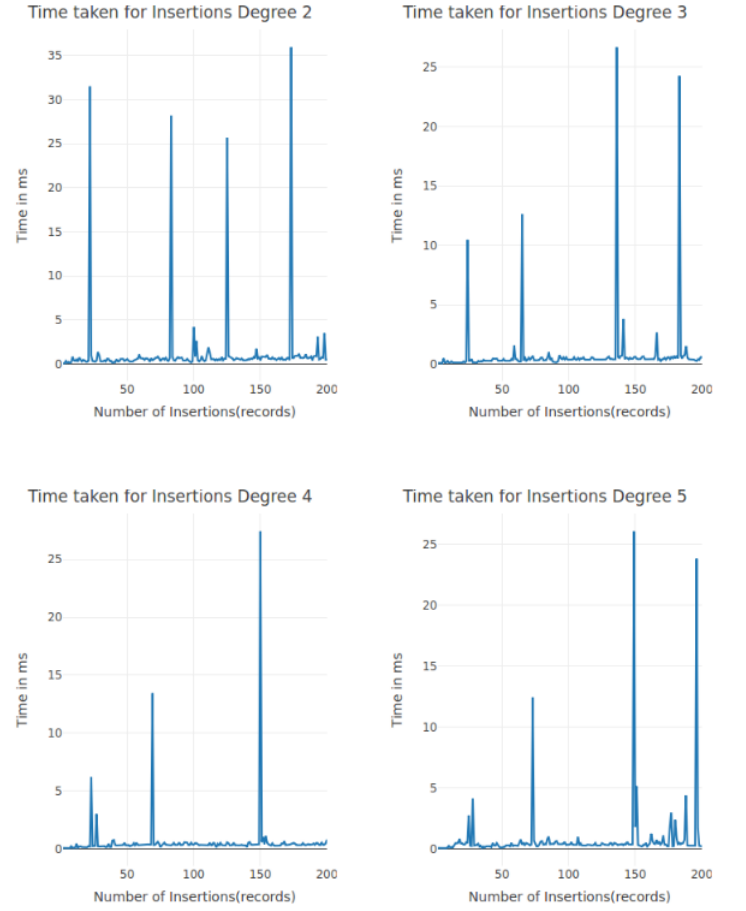 Time taken for Insertions Degree 2
35
30
25
20
15
10
5
0
Time in ms
50 100 150 200
Number of Insertions(records)
Time taken for Insertions Degree 3
25
20
15
10
5
0
Time in ms
50 100 150 200
Number of Insertions(records)
Time taken for Insertions Degree 4
25
20
15
10
5
0
Time in ms
50 100 150 200
Number of Insertions(records)
Time taken for Insertions Degree 5
25
20
15
10
5
0
Time in ms
50 100 150 200
Number of Insertions(records)